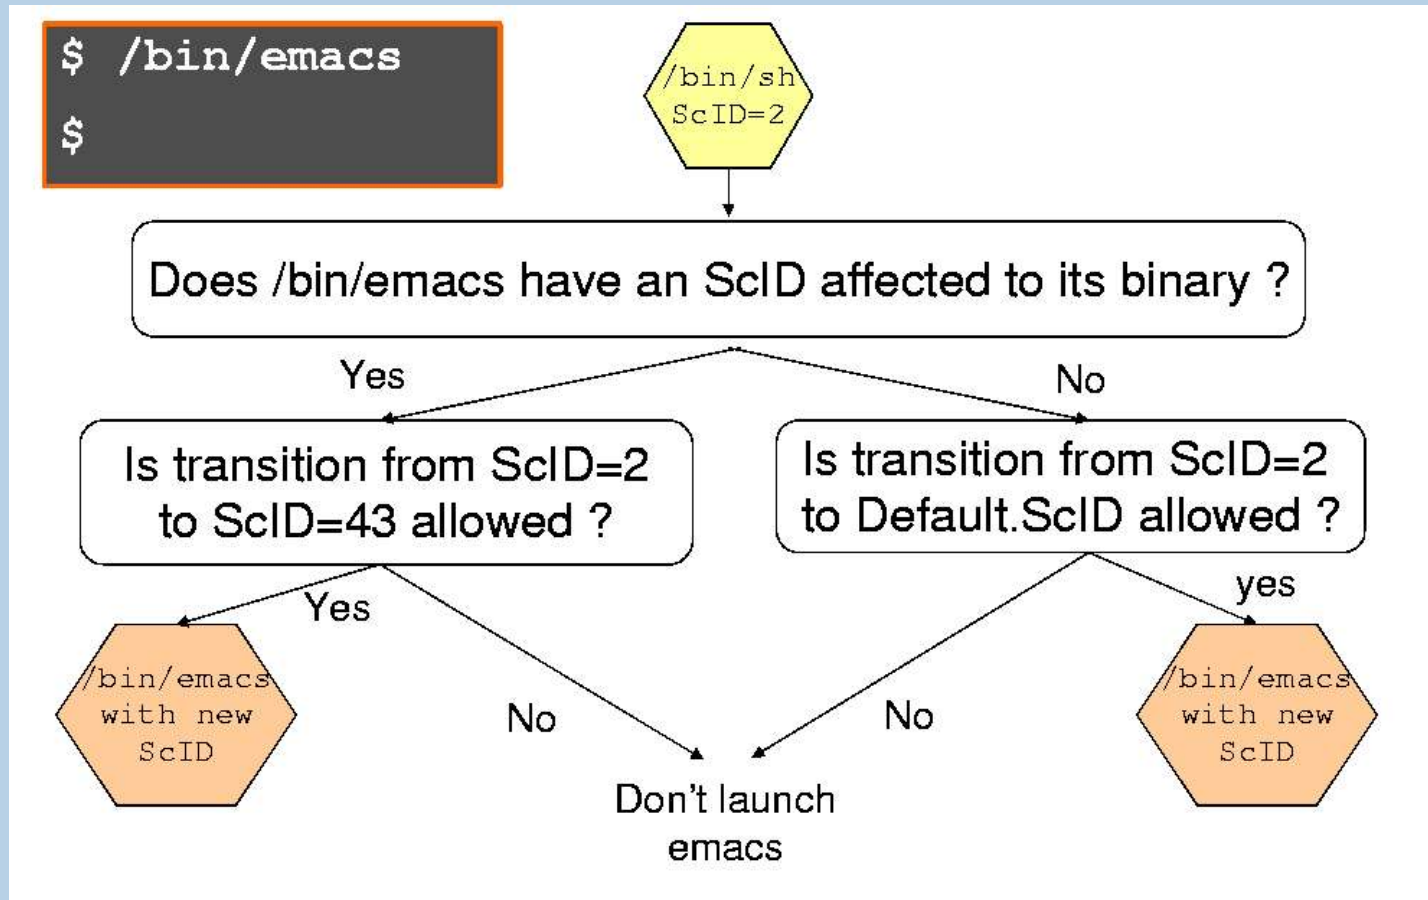 $ /bin/emacs
$
/bin/sh
ScID=2
Does /bin/emacs have an ScID affected to its binary ?
Yes
No
Is transition from ScID=2
to ScID=43 allowed ?
Is transition from ScID=2
to Default.ScID allowed ?
Yes
No
No
yes
/bin/emacs
with new
ScID
Don't launch
emacs
/bin/emacs
with new
ScID